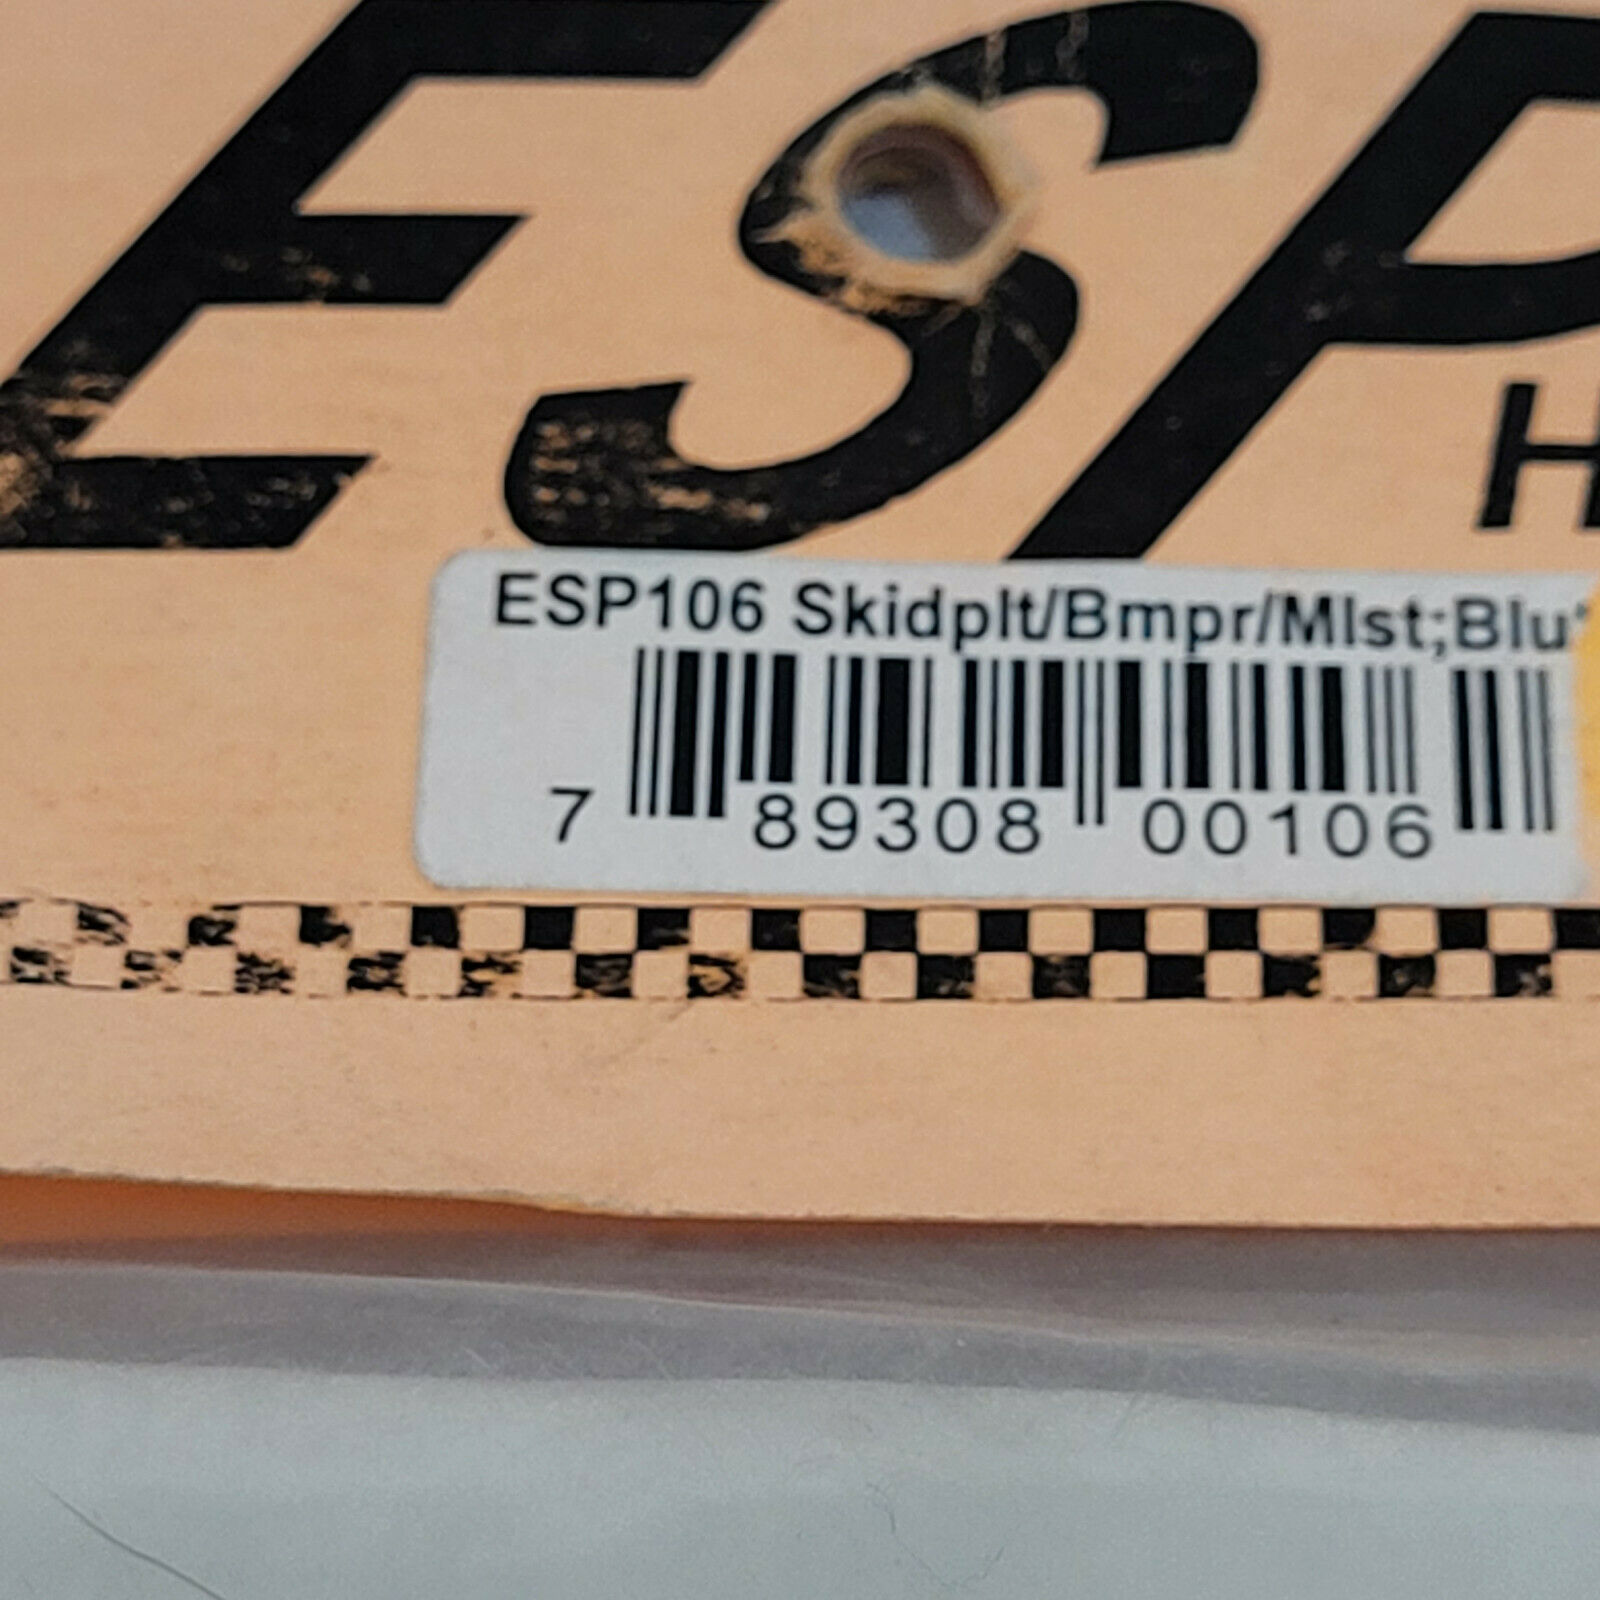 ESP
H
ESP106 Skidplt/Bmpr/Mlst;Blu
7 89308 00106